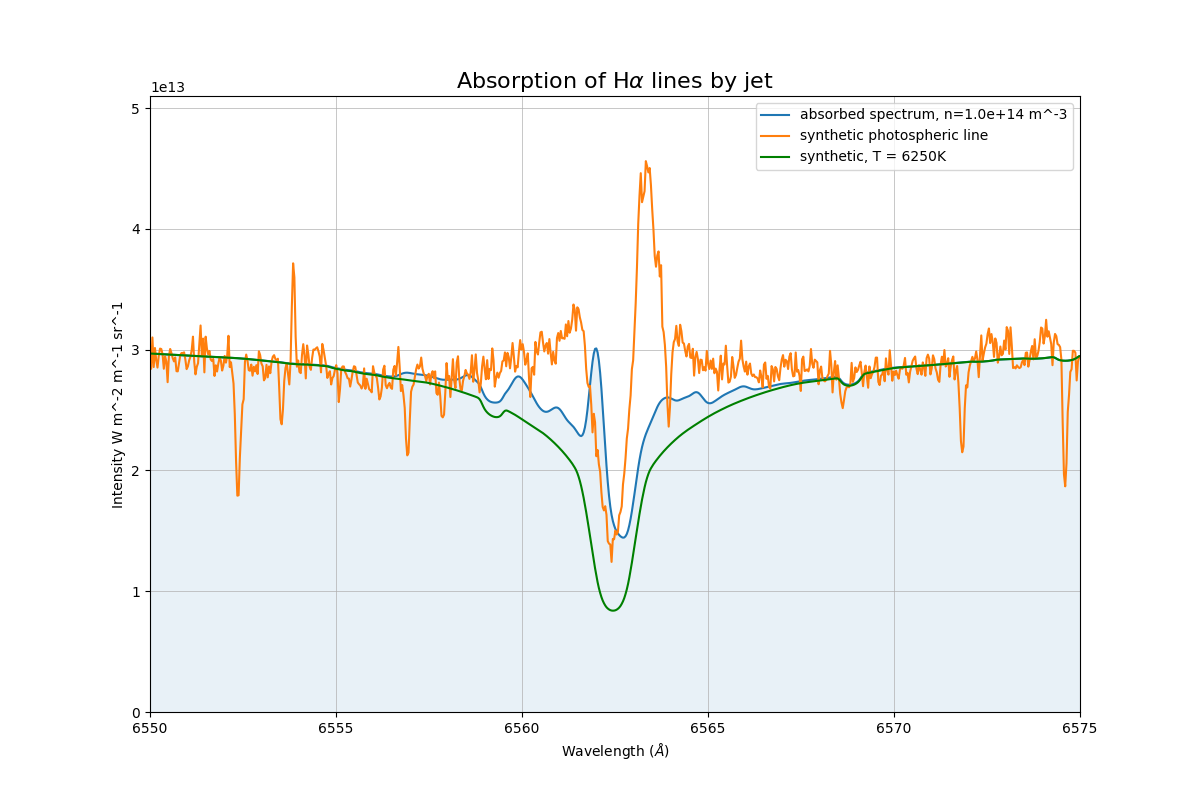 Absorption of Hα lines by jet
1e13
absorbed spectrum, n=1.0e+14 m^-3
synthetic photospheric line
synthetic, T = 6250K
5
4
3
2
1
0
Intensity W m^-2 m^-1 sr^-1
6550 6555 6560 6565 6570 6575
Wavelength (Å)